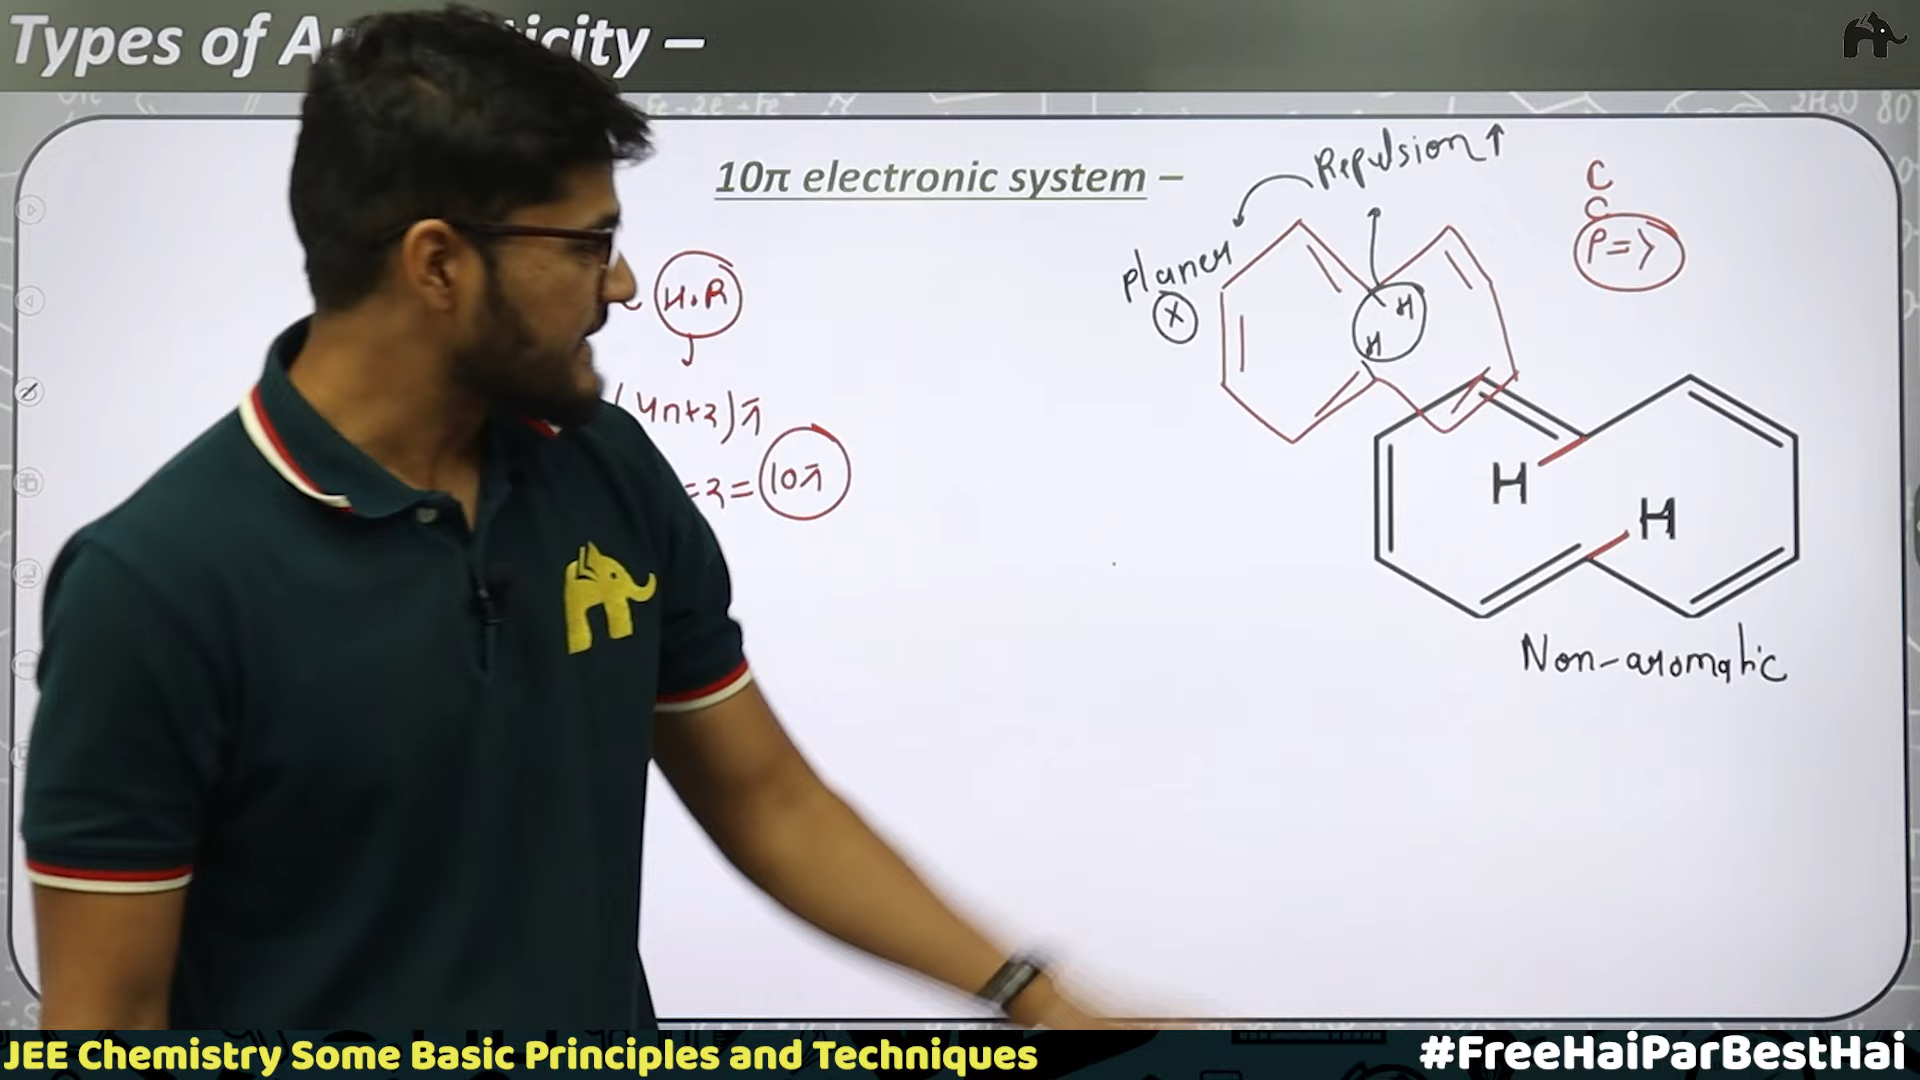 Types of A icity –
10π electronic system –
Repulsion ↑
planer
X
C
C
P =>
H.R
(4n+2)π
=2= 10π
H
H
H
H
Non-aromatic
JEE Chemistry Some Basic Principles and Techniques
#FreeHaiParBestHai